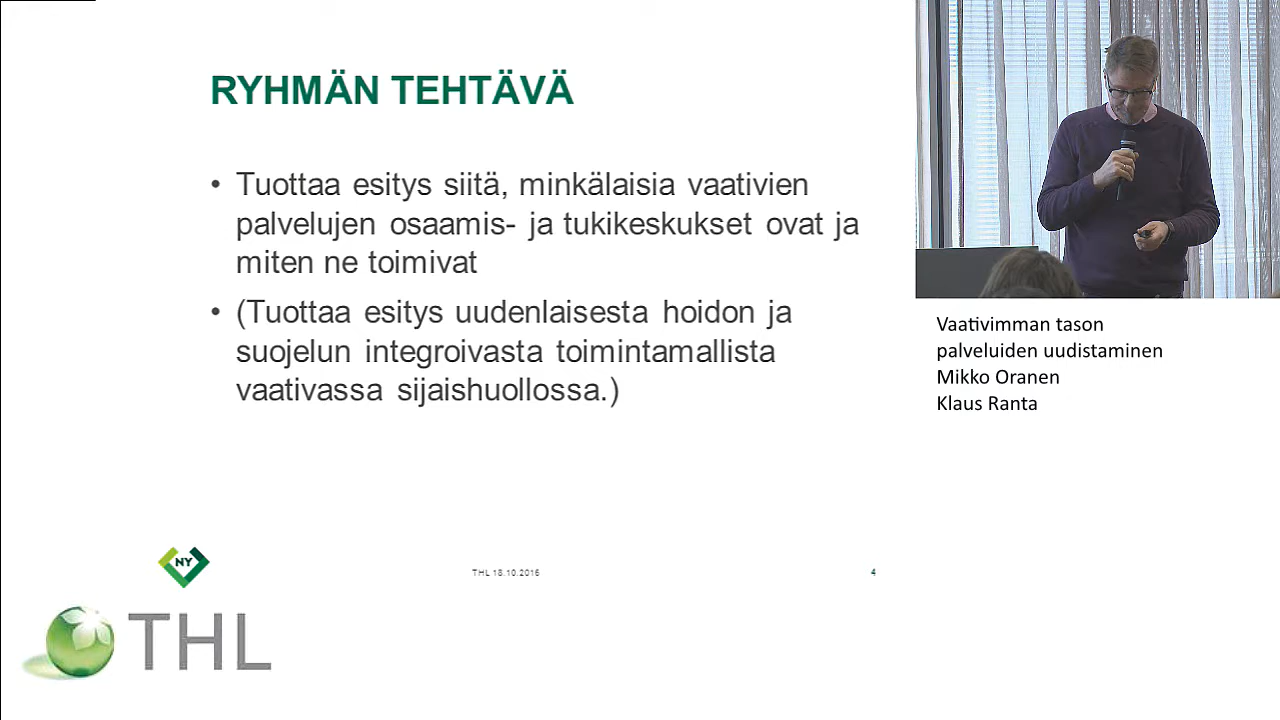 RYHMÄN TEHTÄVÄ
• Tuottaa esitys siitä, minkälaisia vaativien
palvelujen osaamis- ja tukikeskukset ovat ja
miten ne toimivat
• (Tuottaa esitys uudenlaisesta hoidon ja
suojelun integroivasta toimintamallista
vaativassa sijaishuollossa.)
Vaativimman tason
palveluiden uudistaminen
Mikko Oranen
Klaus Ranta
NY
THL 18.10.2016
4
THL